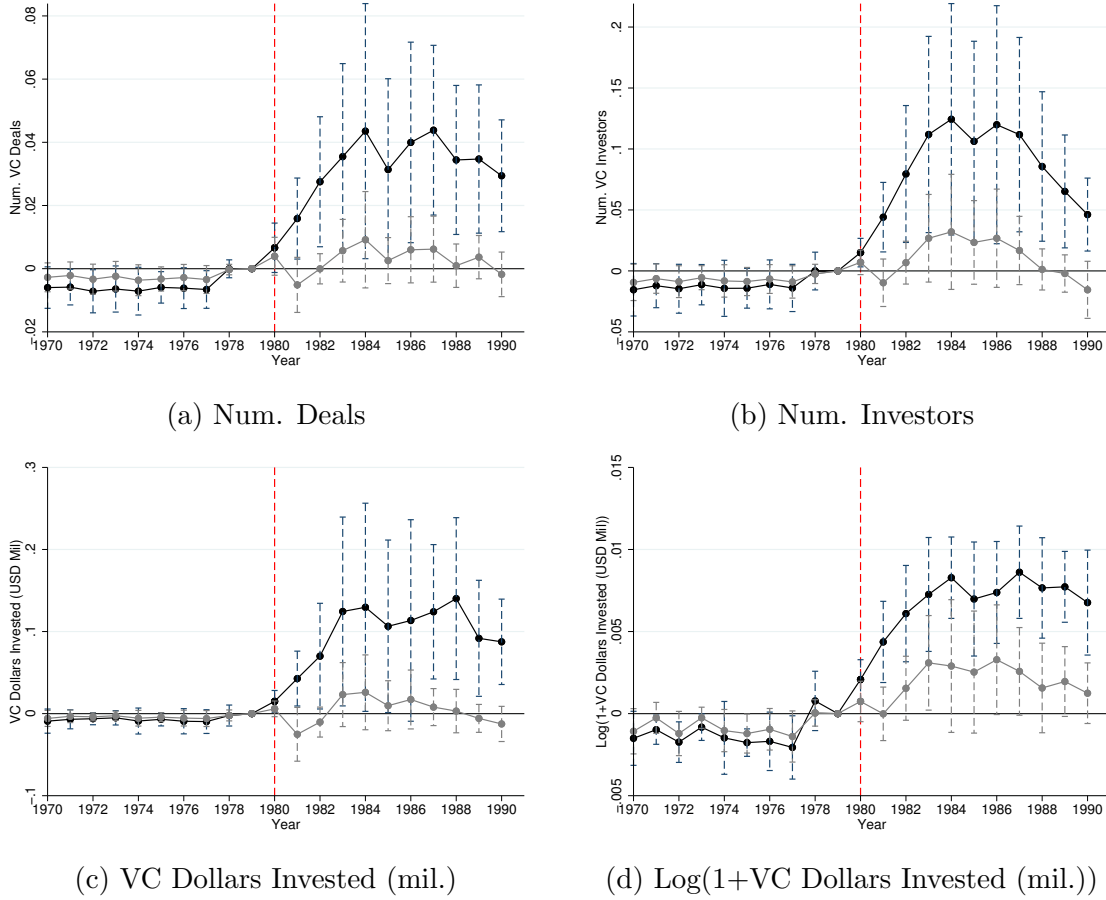 .08
.06
.04
.02
0
-.02
Num. VC Deals
1970 1972 1974 1976 1978 1980 1982 1984 1986 1988 1990
Year
(a) Num. Deals
.2
.15
.1
.05
0
-.05
Num. VC Investors
1970 1972 1974 1976 1978 1980 1982 1984 1986 1988 1990
Year
(b) Num. Investors
.3
.2
.1
0
-.1
VC Dollars Invested (USD Mil)
1970 1972 1974 1976 1978 1980 1982 1984 1986 1988 1990
Year
(c) VC Dollars Invested (mil.)
.015
.01
.005
0
-.005
Log(1+VC Dollars Invested (USD Mil))
1970 1972 1974 1976 1978 1980 1982 1984 1986 1988 1990
Year
(d) Log(1+VC Dollars Invested (mil.))